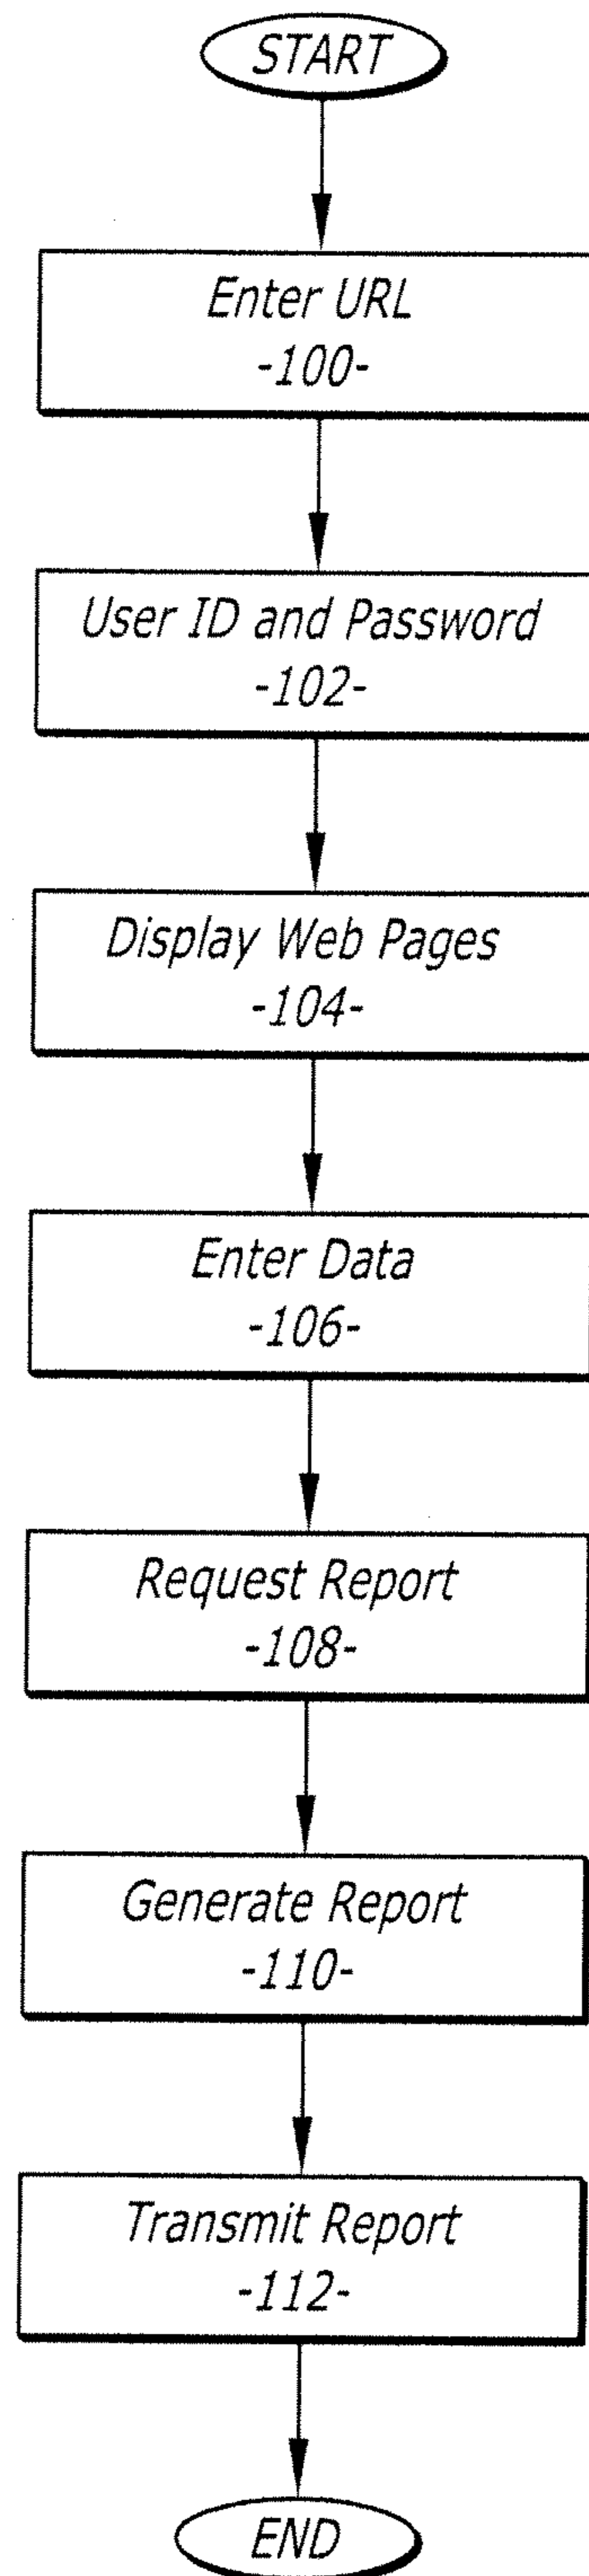 START
Enter URL
-100-
User ID and Password
-102-
Display Web Pages
-104-
Enter Data
-106-
Request Report
-108-
Generate Report
-110-
Transmit Report
-112-
END